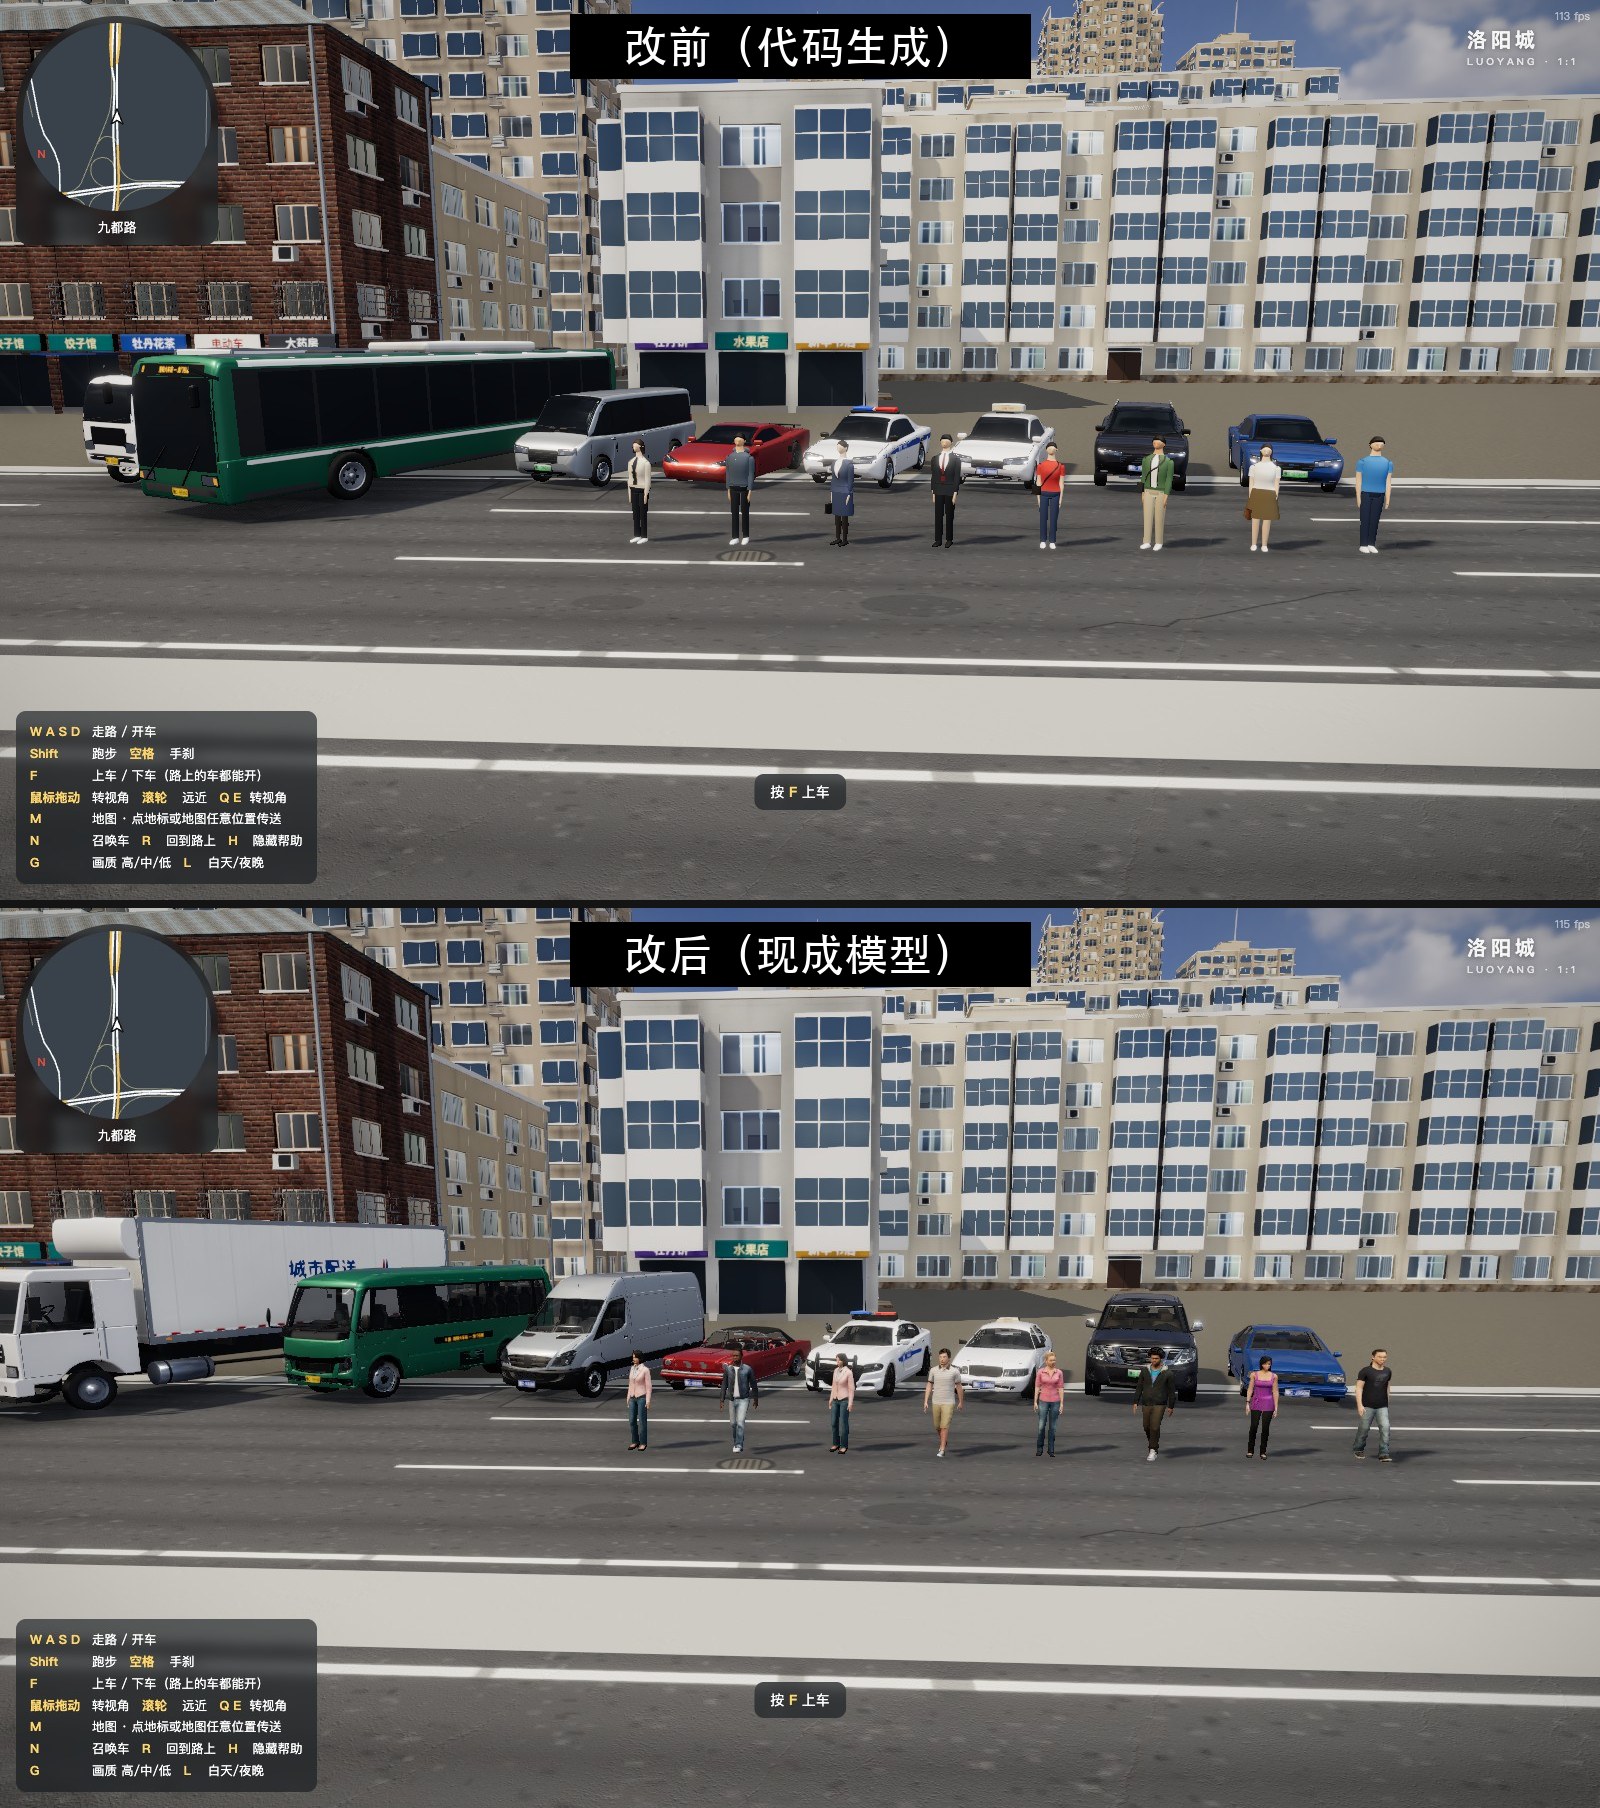 改前（代码生成）
113 fps
洛阳城
LUOYANG · 1:1
N
九都路
饺子馆
饺子馆
牡丹花茶
电动车
大药房
水果店
WASD 走路 / 开车
Shift 跑步 空格 手刹
F 上车 / 下车（路上的车都能开）
鼠标拖动 转视角 滚轮 远近 Q E 转视角
M 地图 · 点地标或地图任意位置传送
N 召唤车 R 回到路上 H 隐藏帮助
G 画质 高/中/低 L 白天/夜晚
按 F 上车
改后（现成模型）
115 fps
洛阳城
LUOYANG · 1:1
N
九都路
水果店
城市配送
WASD 走路 / 开车
Shift 跑步 空格 手刹
F 上车 / 下车（路上的车都能开）
鼠标拖动 转视角 滚轮 远近 Q E 转视角
M 地图 · 点地标或地图任意位置传送
N 召唤车 R 回到路上 H 隐藏帮助
G 画质 高/中/低 L 白天/夜晚
按 F 上车